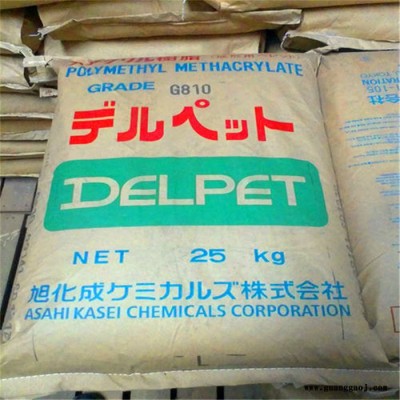 POLYMETHYL METHACRYLATE
GRADE G810
デルペット
DELPET
NET 25 kg
旭化成ケミカルズ株式会社
ASAHI KASEI CHEMICALS CORPORATION